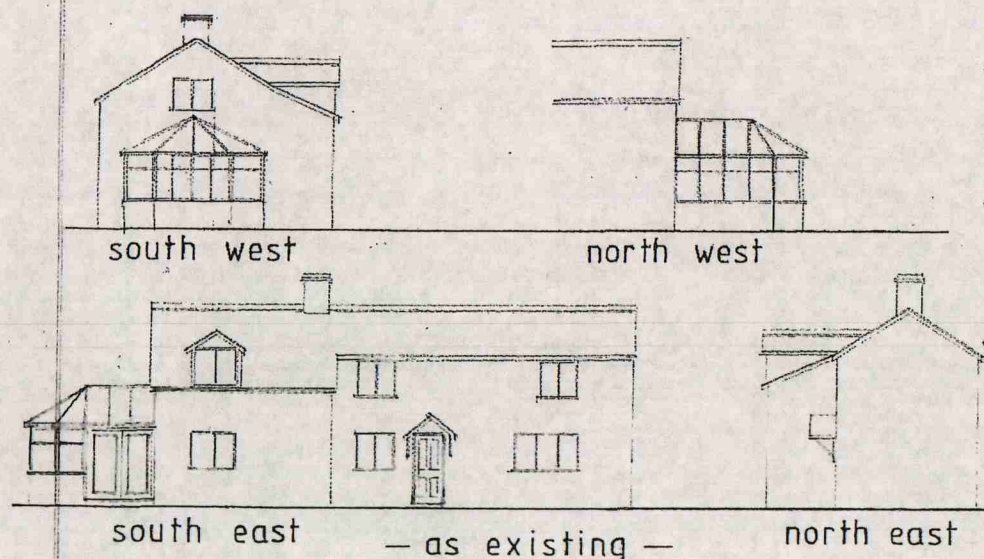 south west
north west
south east
— as existing —
north east